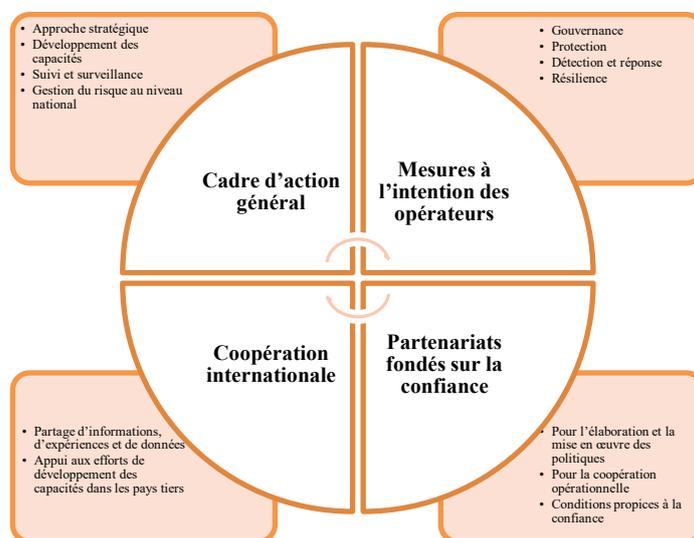 • Approche stratégique
• Développement des
capacités
• Suivi et surveillance
• Gestion du risque au niveau
national
• Gouvernance
• Protection
• Détection et réponse
• Résilience
Cadre d’action
général
Mesures à
l’intention des
opérateurs
Coopération
internationale
Partenariats
fondés sur la
confiance
• Partage d’informations,
d’expériences et de données
• Appui aux efforts de
développement des
capacités dans les pays tiers
• Pour l’élaboration et la
mise en œuvre des
politiques
• Pour la coopération
opérationnelle
• Conditions propices à la
confiance